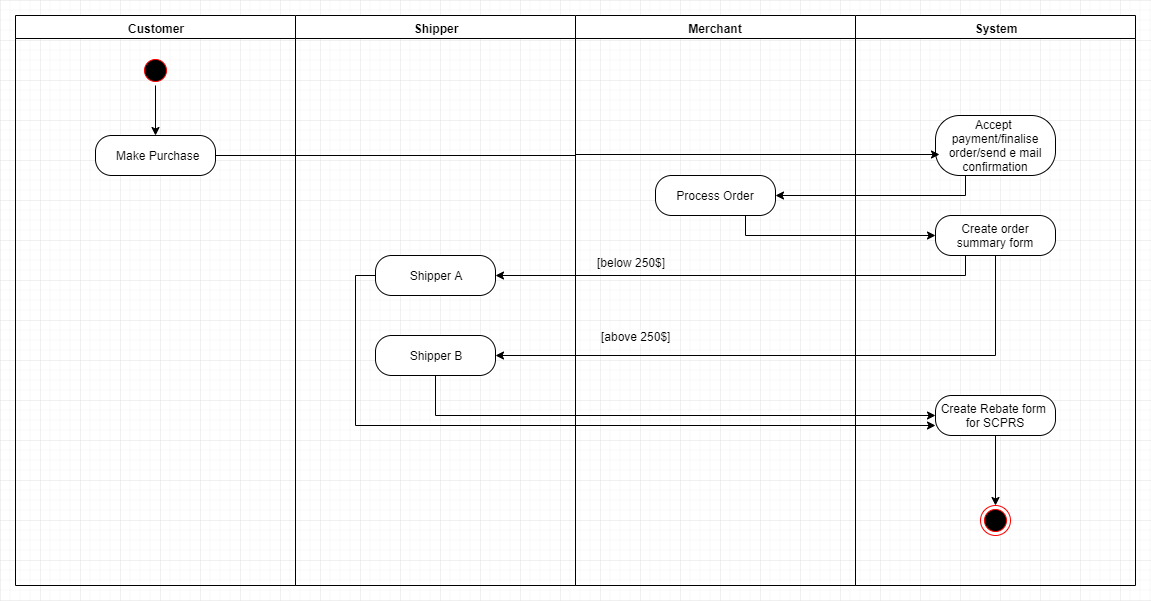 Customer
Shipper
Merchant
System
Make Purchase
Accept
payment/finalise
order/send e mail
confirmation
Process Order
Create order
summary form
[below 250$]
Shipper A
[above 250$]
Shipper B
Create Rebate form
for SCPRS